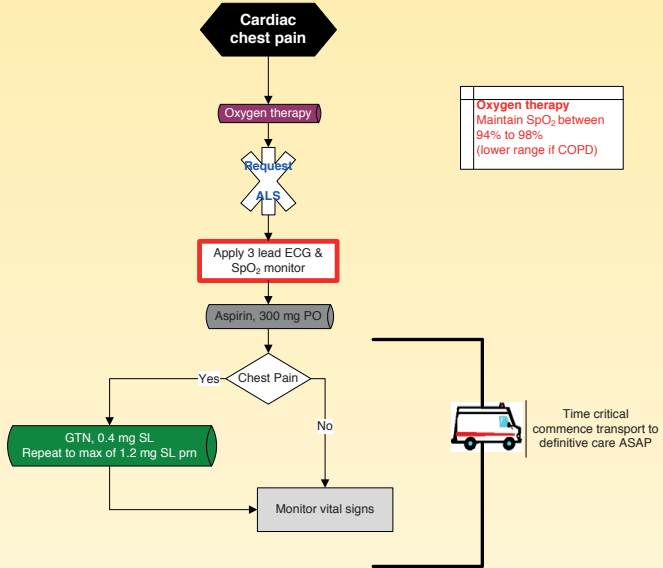 Cardiac
chest pain
Oxygen therapy
Oxygen therapy
Maintain SpO₂ between
94% to 98%
(lower range if COPD)
Request
ALS
Apply 3 lead ECG &
SpO₂ monitor
Aspirin, 300 mg PO
Chest Pain
Yes
No
GTN, 0.4 mg SL
Repeat to max of 1.2 mg SL prn
Time critical
commence transport to
definitive care ASAP
Monitor vital signs